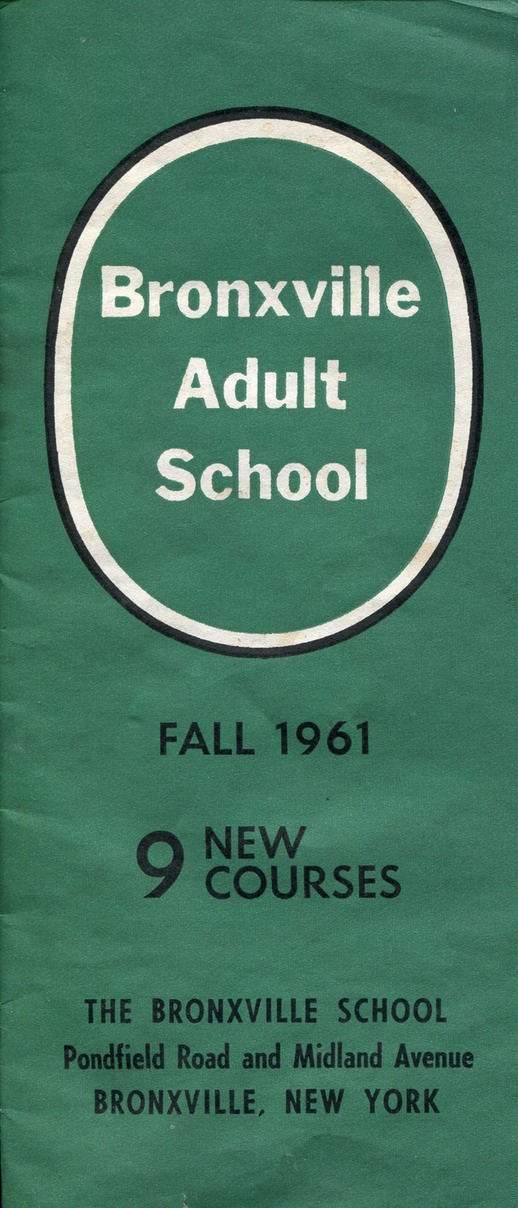 Bronxville
Adult
School
FALL 1961
9 NEW
COURSES
THE BRONXVILLE SCHOOL
Pondfield Road and Midland Avenue
BRONXVILLE, NEW YORK